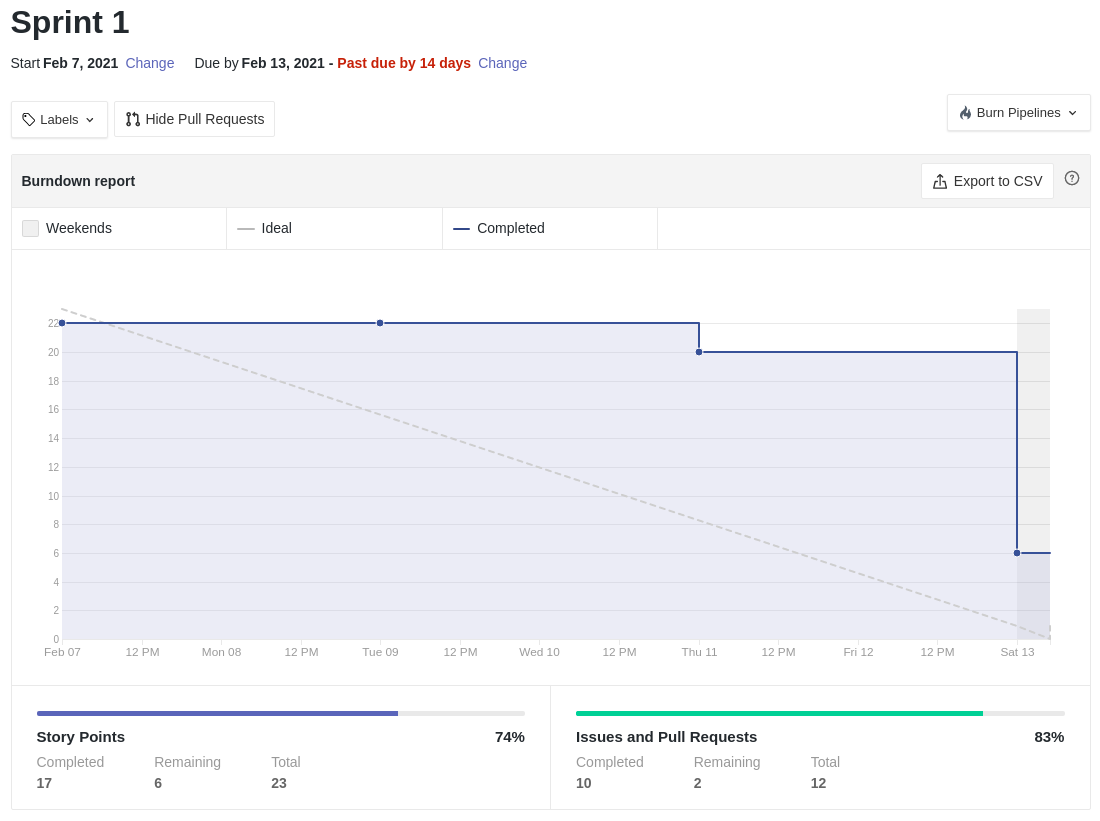 Sprint 1
Start Feb 7, 2021 Change Due by Feb 13, 2021 - Past due by 14 days Change
Labels Hide Pull Requests Burn Pipelines
Burndown report Export to CSV ?
Weekends Ideal Completed
22
20
18
16
14
12
10
8
6
4
2
0
Feb 07 12 PM Mon 08 12 PM Tue 09 12 PM Wed 10 12 PM Thu 11 12 PM Fri 12 12 PM Sat 13
Story Points 74%
Completed Remaining Total
17 6 23
Issues and Pull Requests 83%
Completed Remaining Total
10 2 12